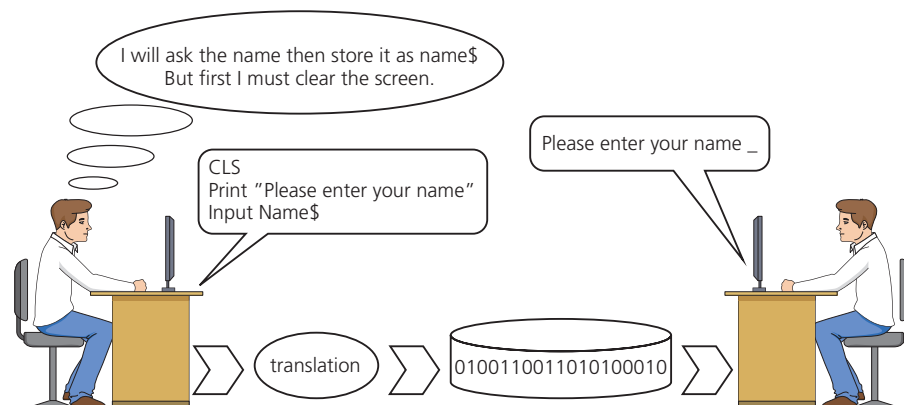 I will ask the name then store it as name$
But first I must clear the screen.
CLS
Print "Please enter your name"
Input Name$
Please enter your name _
translation
0100110011010100010